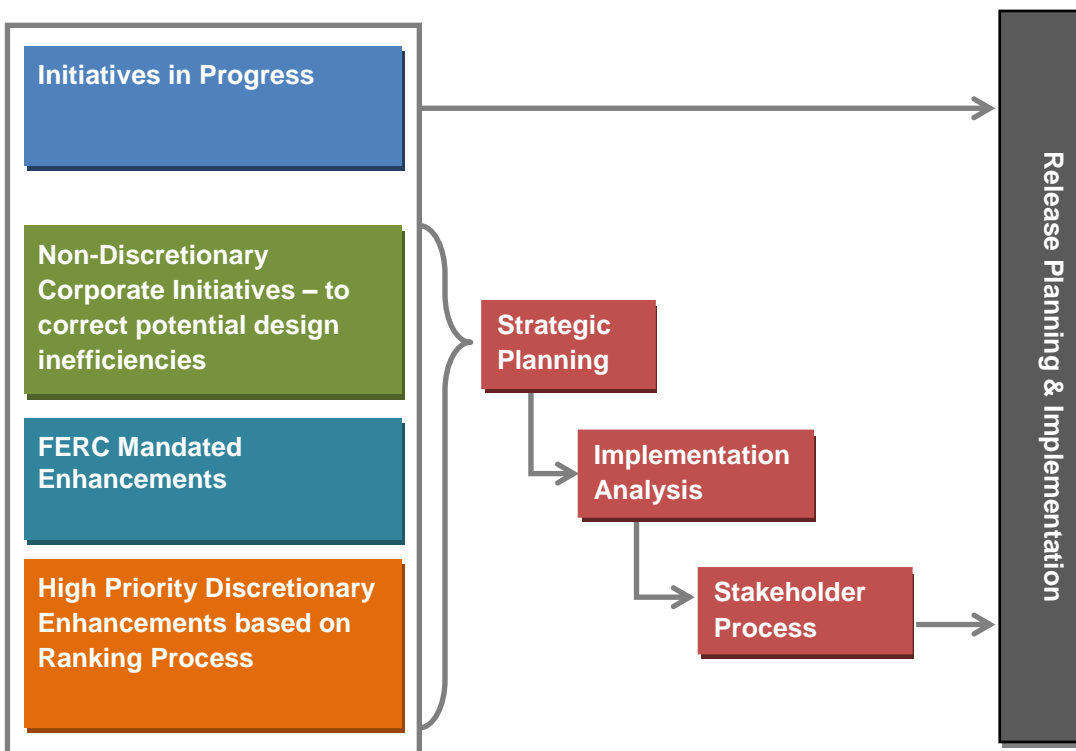 Initiatives in Progress
Non-Discretionary
Corporate Initiatives – to
correct potential design
inefficiencies
FERC Mandated
Enhancements
High Priority Discretionary
Enhancements based on
Ranking Process
Strategic
Planning
Implementation
Analysis
Stakeholder
Process
Release Planning & Implementation